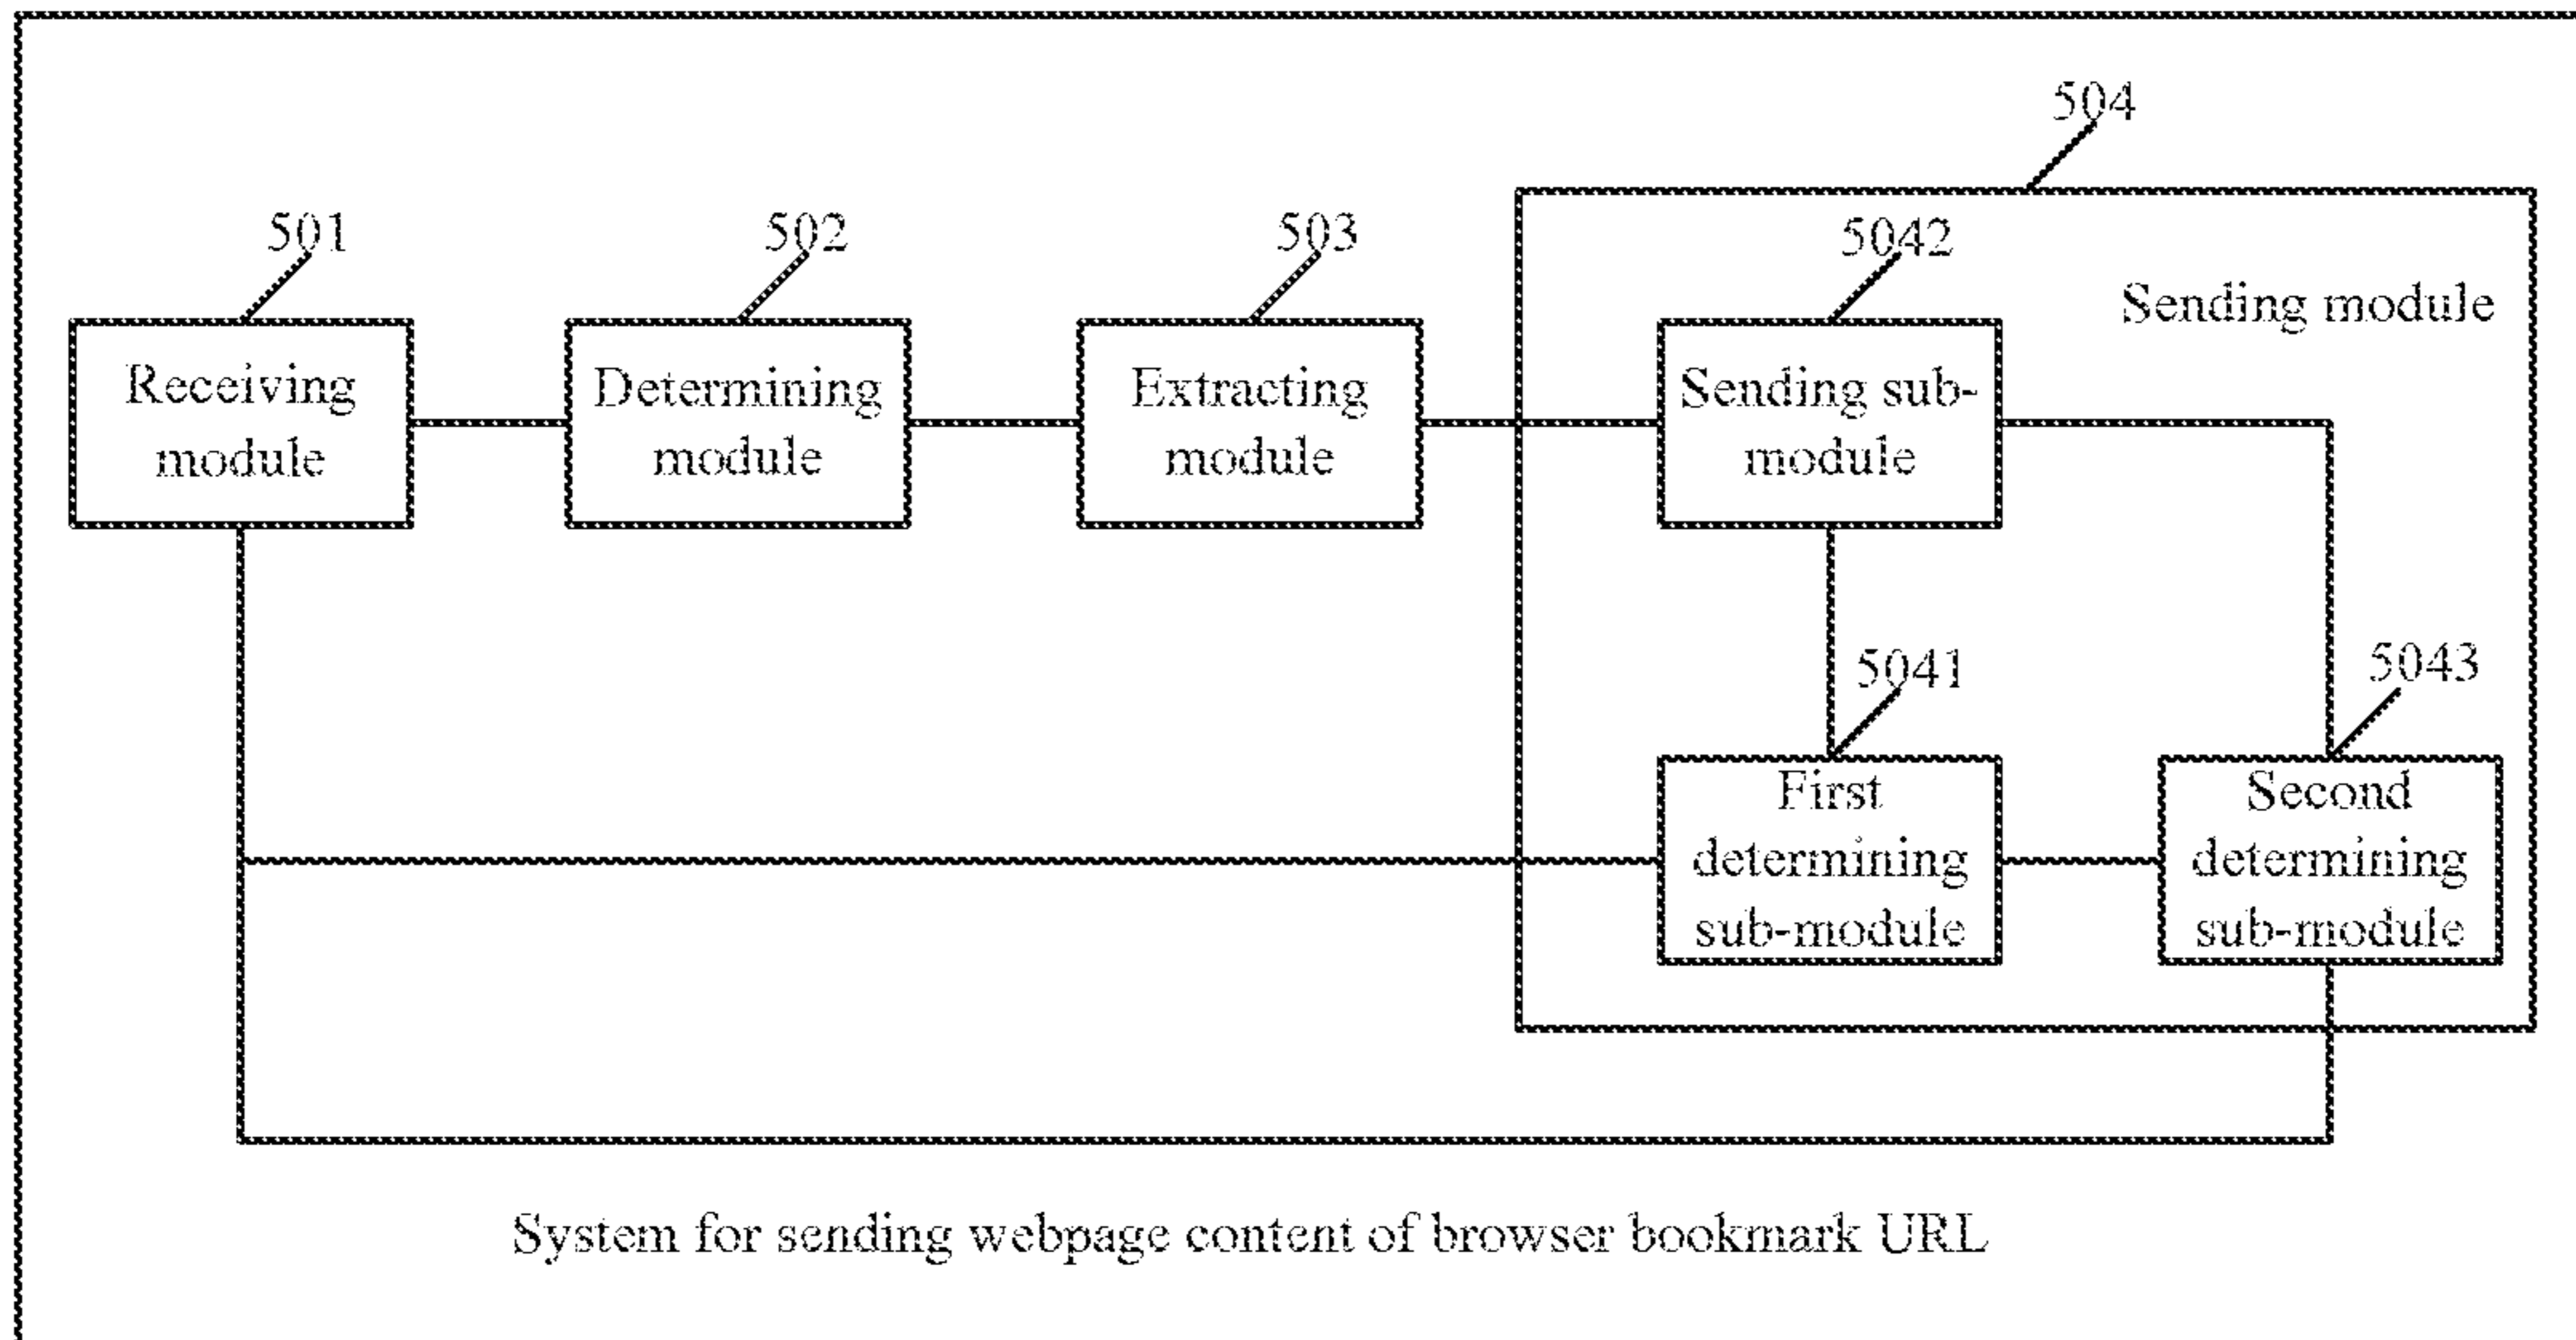 504
501
502
503
5042
Sending module
Receiving
module
Determining
module
Extracting
module
Sending sub-
module
5041
5043
First
determining
sub-module
Second
determining
sub-module
System for sending webpage content of browser bookmark URL